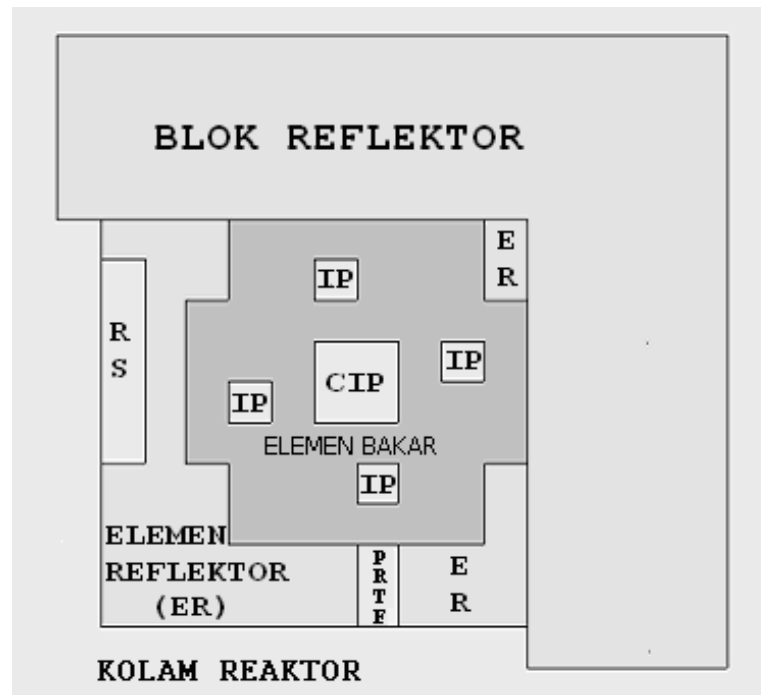 BLOK REFLEKTOR
E
R
IP
R
S
CIP
IP
IP
ELEMEN BAKAR
IP
ELEMEN
REFLEKTOR
(ER)
P
R
T
F
E
R
KOLAM REAKTOR